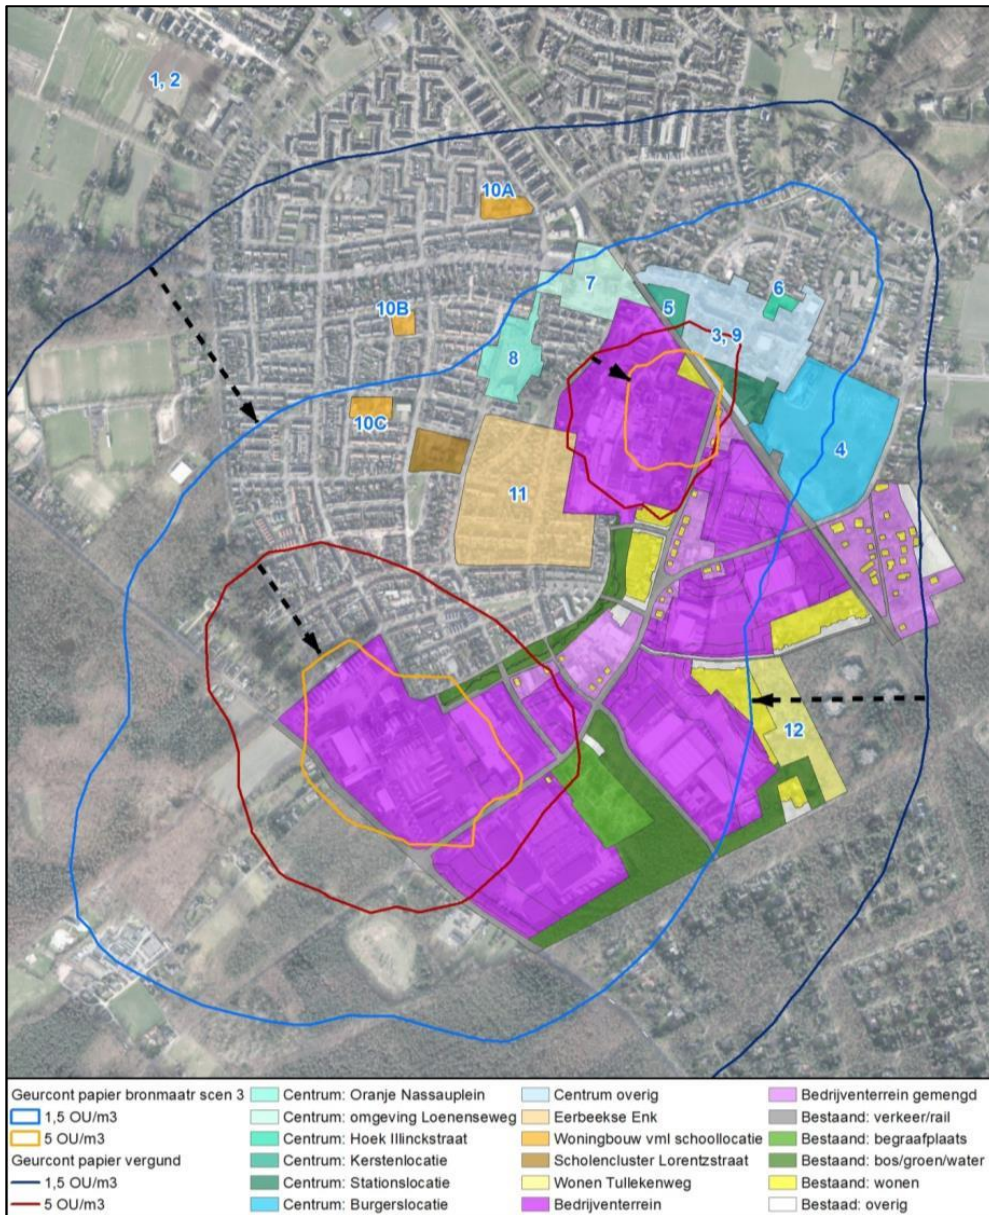 1, 2
10A
7
6
10B
5
3, 9
8
10C
4
11
12
Geurcont papier bronmaatr scen 3
1,5 OU/m3
5 OU/m3
Geurcont papier vergund
1,5 OU/m3
5 OU/m3
Centrum: Oranje Nassauplein
Centrum: omgeving Loenenseweg
Centrum: Hoek Illinckstraat
Centrum: Kerstenlocatie
Centrum: Stationslocatie
Centrum: Burgerslocatie
Centrum overig
Eerbeekse Enk
Woningbouw vml schoollocatie
Scholencluster Lorentzstraat
Wonen Tullekenweg
Bedrijventerrein
Bedrijventerrein gemengd
Bestaand: verkeer/rail
Bestaand: begraafplaats
Bestaand: bos/groen/water
Bestaand: wonen
Bestaad: overig